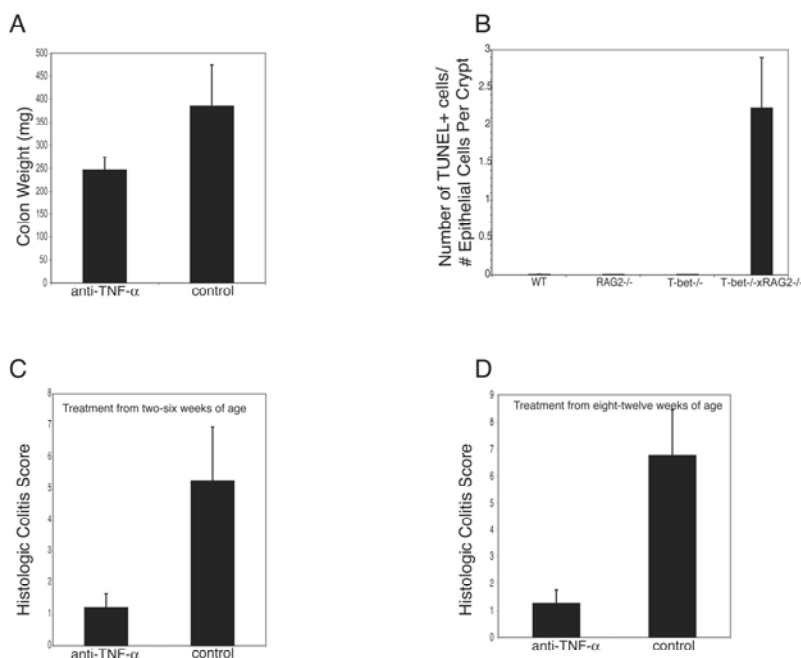 A
Colon Weight (mg)
500
450
400
350
300
250
200
150
100
50
0
anti-TNF-α control
B
Number of TUNEL+ cells/
# Epithelial Cells Per Crypt
3
2.5
2
1.5
1
0.5
0
WT RAG2-/- T-bet-/- T-bet-/-xRAG2-/-
C
Histologic Colitis Score
Treatment from two-six weeks of age
8
7
6
5
4
3
2
1
0
anti-TNF-α control
D
Histologic Colitis Score
Treatment from eight-twelve weeks of age
9
8
7
6
5
4
3
2
1
0
anti-TNF-α control